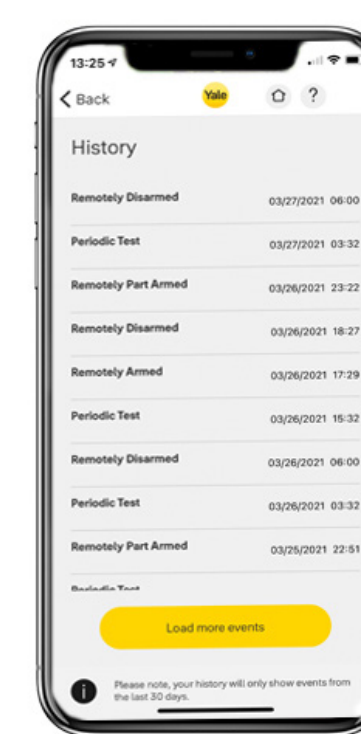 13:25
Back
Yale
?
History
Remotely Disarmed 03/27/2021 06:00
Periodic Test 03/27/2021 03:32
Remotely Part Armed 03/26/2021 23:22
Remotely Disarmed 03/26/2021 18:27
Remotely Armed 03/26/2021 17:29
Periodic Test 03/26/2021 15:32
Remotely Disarmed 03/26/2021 06:00
Periodic Test 03/26/2021 03:32
Remotely Part Armed 03/25/2021 22:51
Periodic Test
Load more events
i
Please note, your history will only show events from
the last 30 days.